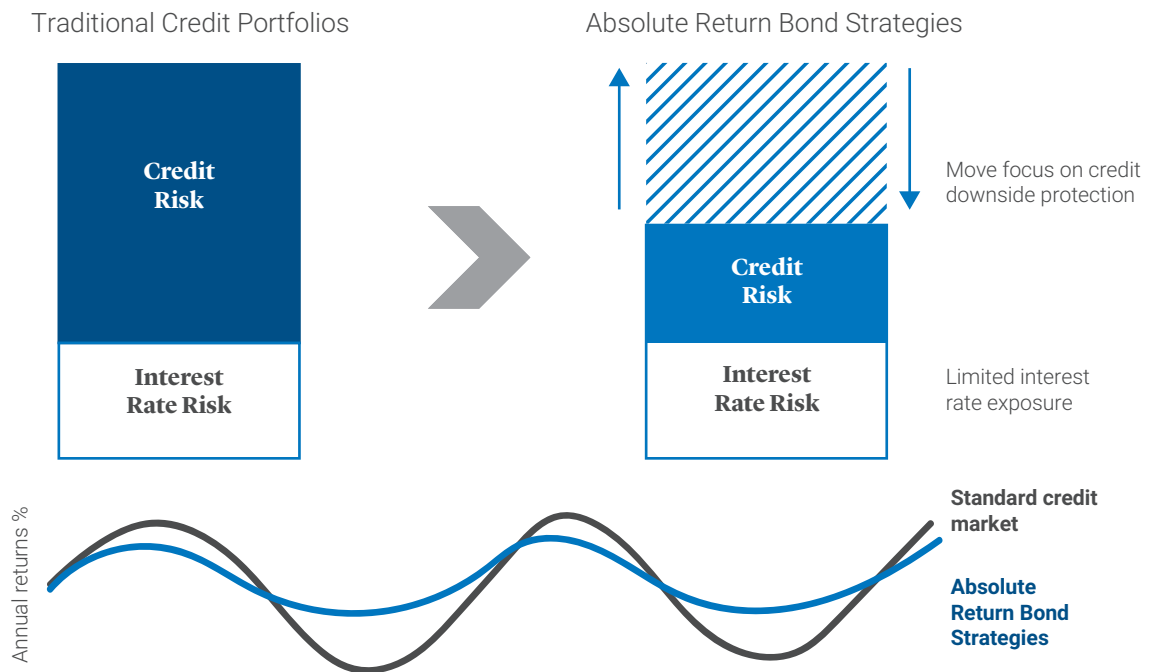 Traditional Credit Portfolios
Absolute Return Bond Strategies
Credit
Risk
Interest
Rate Risk
Credit
Risk
Interest
Rate Risk
Move focus on credit
downside protection
Limited interest
rate exposure
Annual returns %
Standard credit
market
Absolute
Return Bond
Strategies